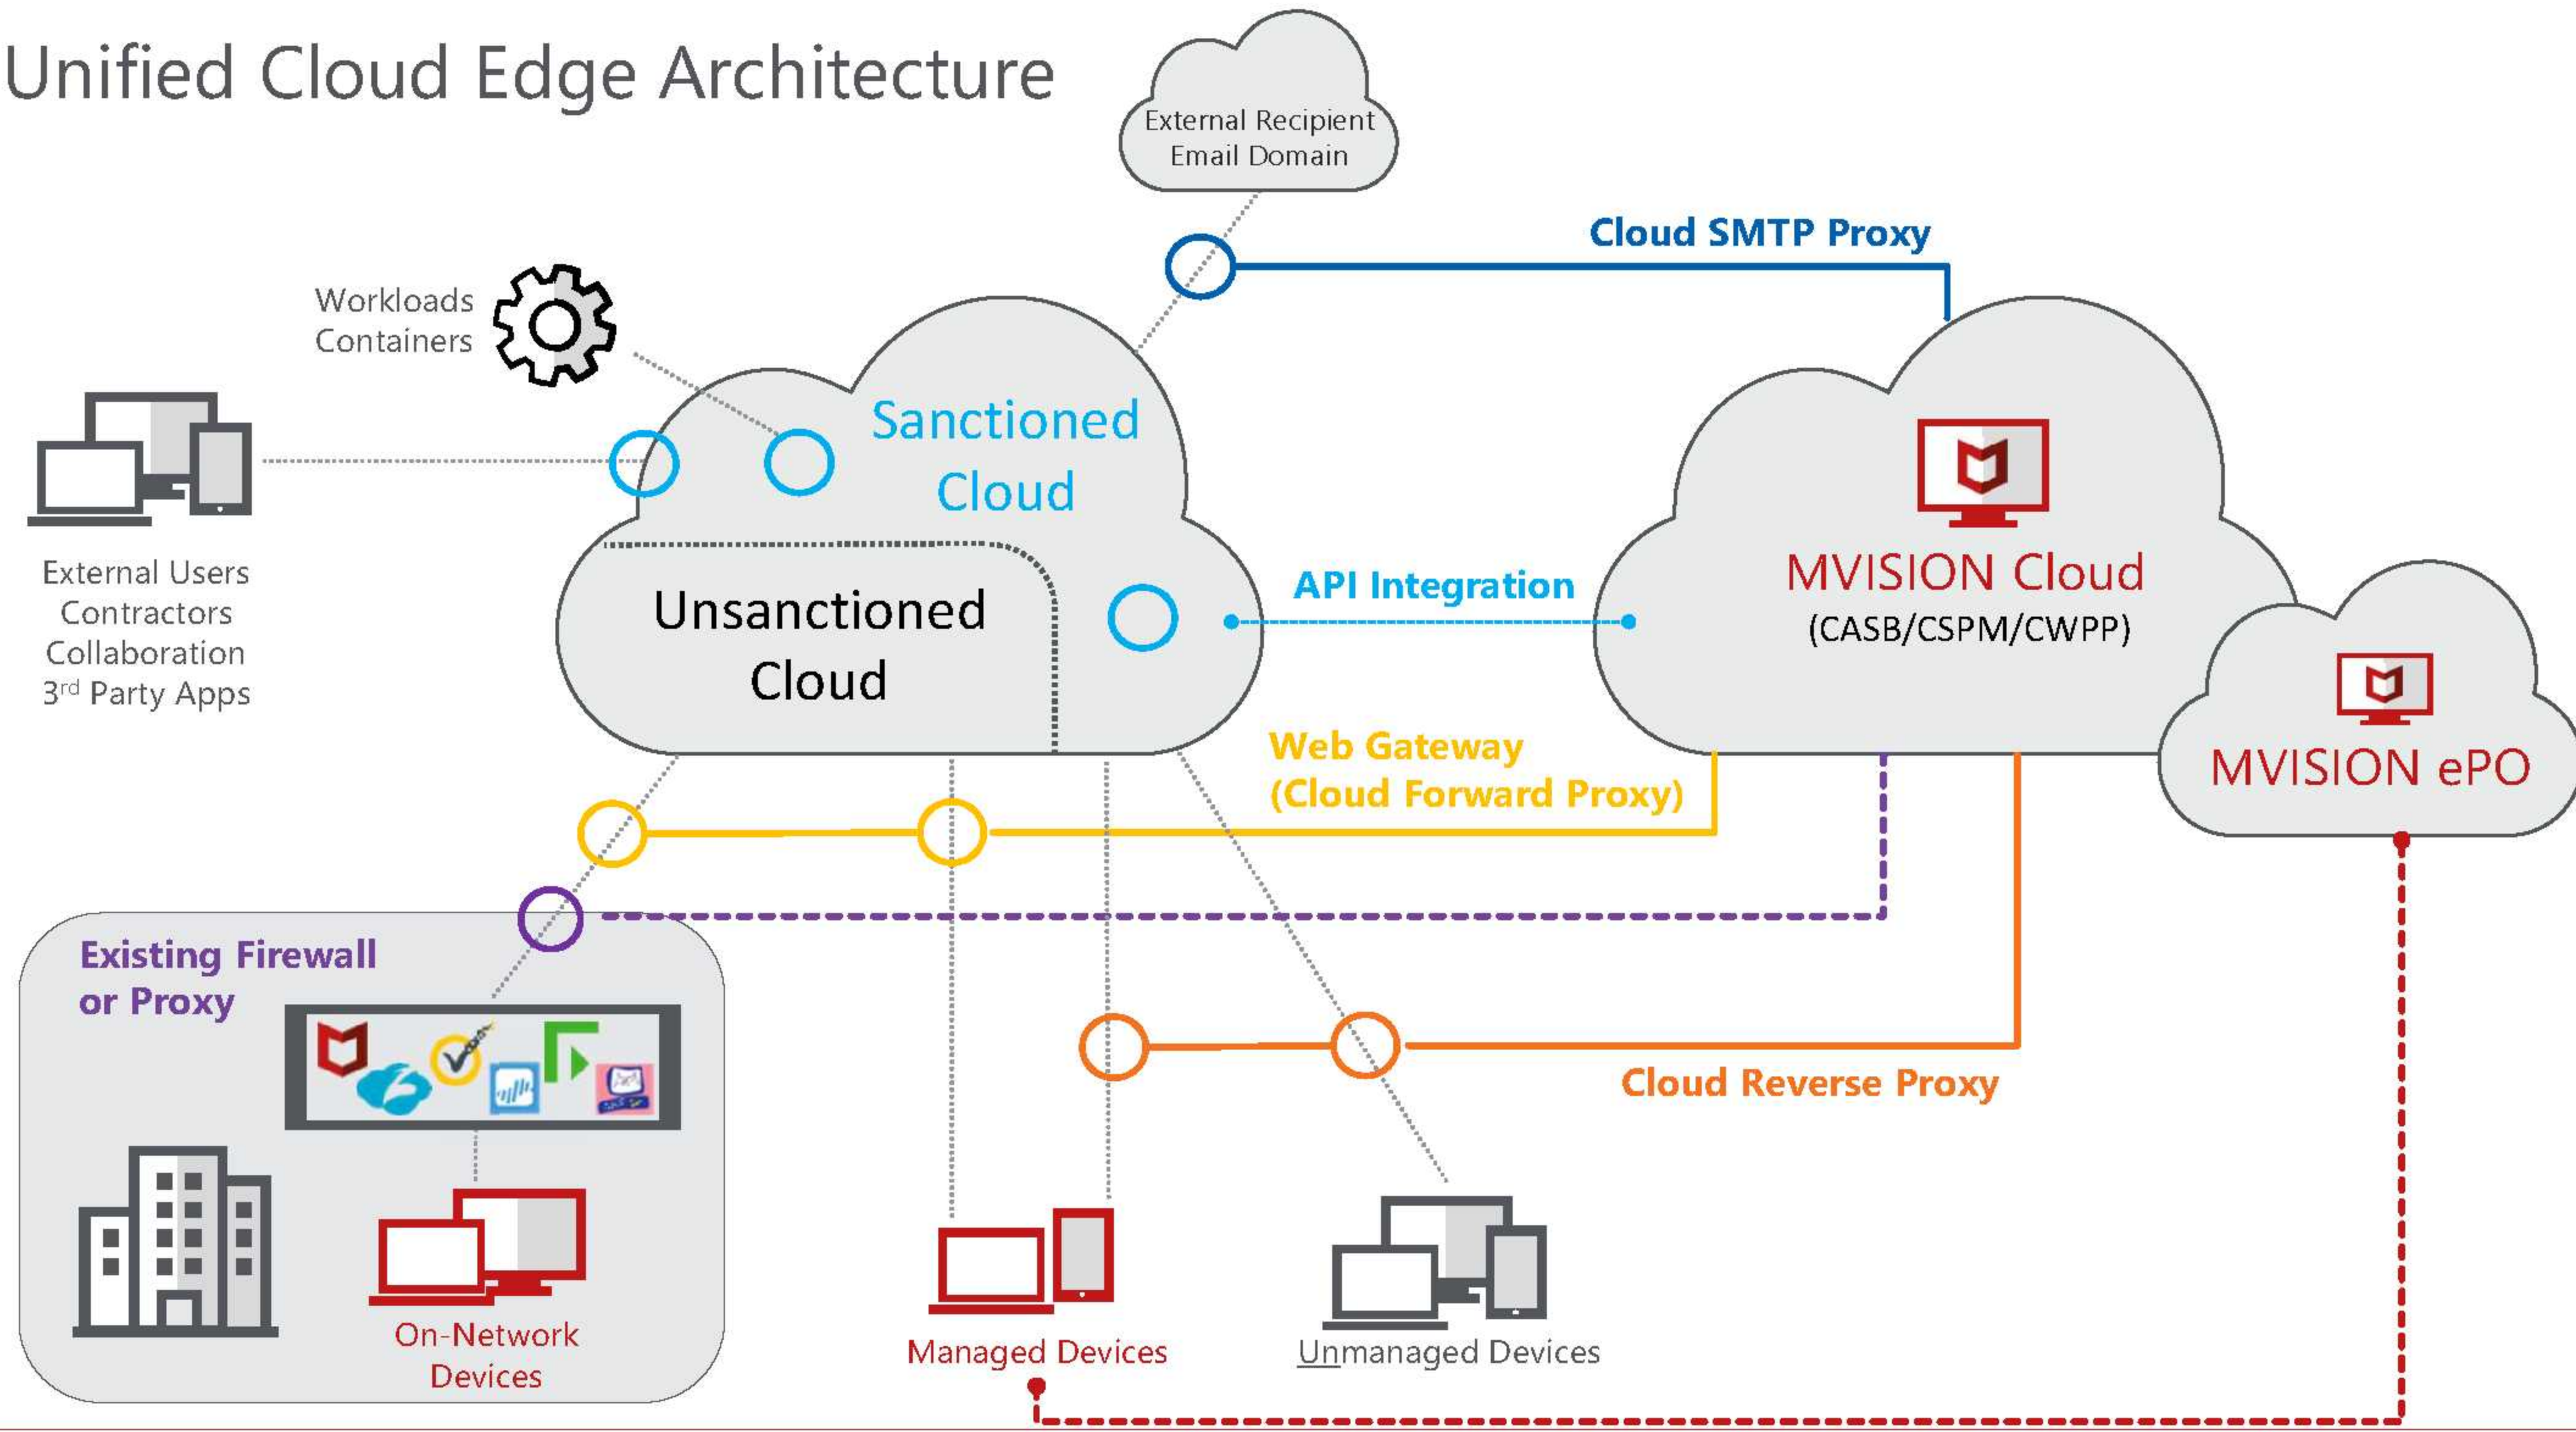 Unified Cloud Edge Architecture
External Recipient
Email Domain
Cloud SMTP Proxy
Workloads
Containers
Sanctioned
Cloud
External Users
Contractors
Collaboration
3rd Party Apps
Unsanctioned
Cloud
API Integration
MVISION Cloud
(CASB/CSPM/CWPP)
MVISION ePO
Web Gateway
(Cloud Forward Proxy)
Existing Firewall
or Proxy
Cloud Reverse Proxy
On-Network
Devices
Managed Devices
Unmanaged Devices